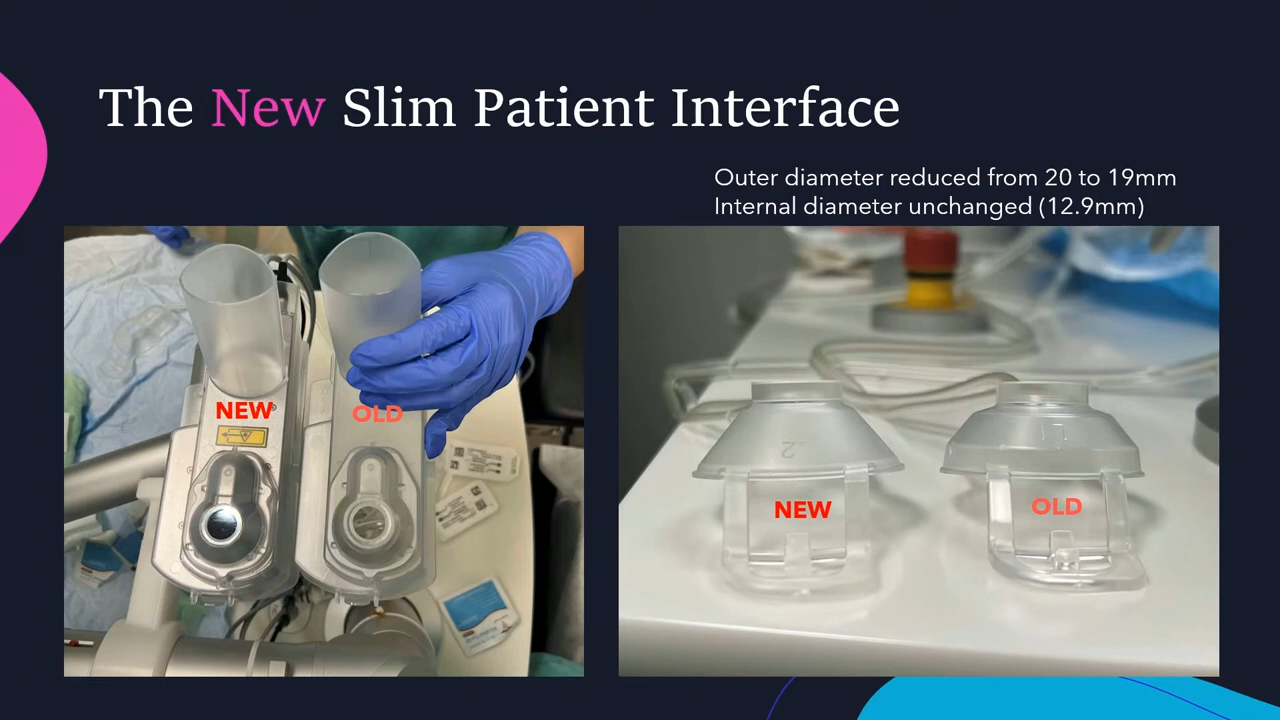 The New Slim Patient Interface
Outer diameter reduced from 20 to 19mm
Internal diameter unchanged (12.9mm)
NEW
OLD
NEW
OLD